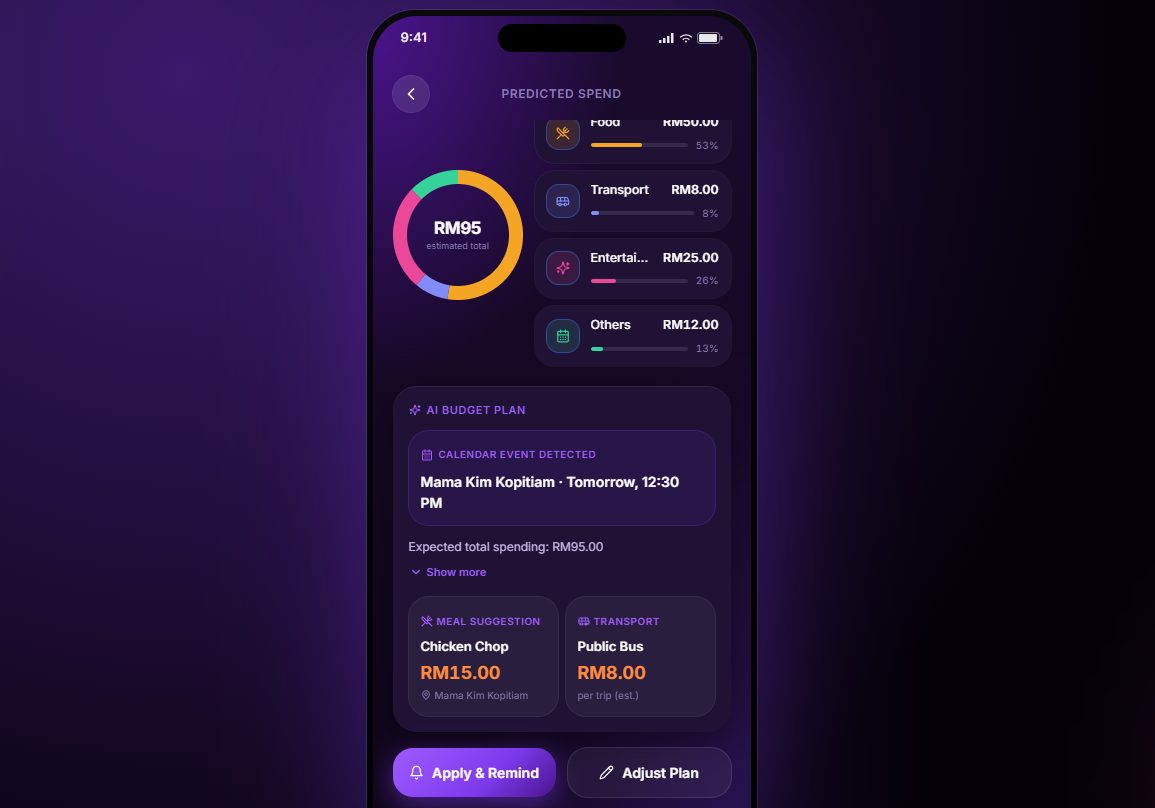 9:41
PREDICTED SPEND
Food RM50.00
53%
Transport RM8.00
8%
Entertai... RM25.00
26%
Others RM12.00
13%
RM95
estimated total
AI BUDGET PLAN
CALENDAR EVENT DETECTED
Mama Kim Kopitiam · Tomorrow, 12:30
PM
Expected total spending: RM95.00
Show more
MEAL SUGGESTION
Chicken Chop
RM15.00
Mama Kim Kopitiam
TRANSPORT
Public Bus
RM8.00
per trip (est.)
Apply & Remind
Adjust Plan